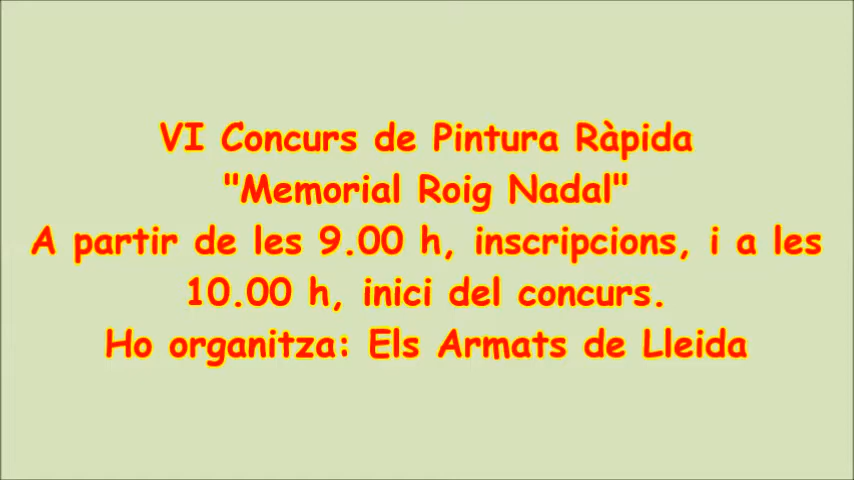 VI Concurs de Pintura Ràpida
"Memorial Roig Nadal"
A partir de les 9.00 h, inscripcions, i a les
10.00 h, inici del concurs.
Ho organitza: Els Armats de Lleida